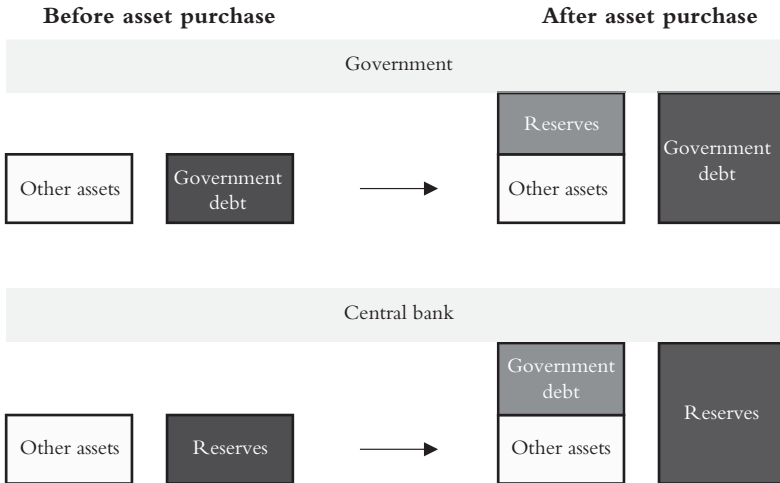 Before asset purchase
After asset purchase
Government
Reserves
Other assets
Government
debt
Other assets
Government
debt
Central bank
Government
debt
Other assets
Reserves
Other assets
Reserves